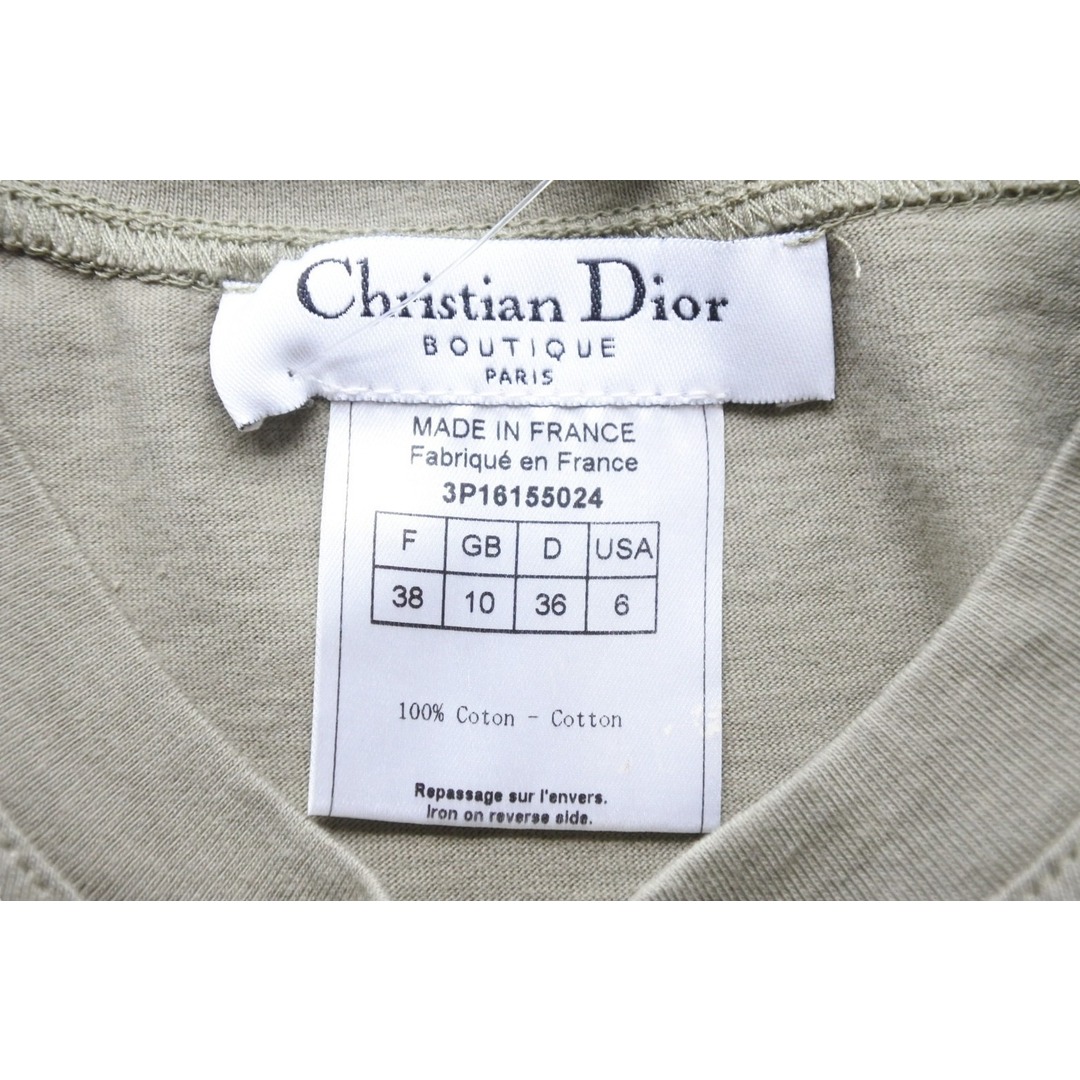 Christian Dior
BOUTIQUE
PARIS
MADE IN FRANCE
Fabriqué en France
3P16155024
F GB D USA
38 10 36 6
100% Coton - Cotton
Repassage sur l'envers.
Iron on reverse side.